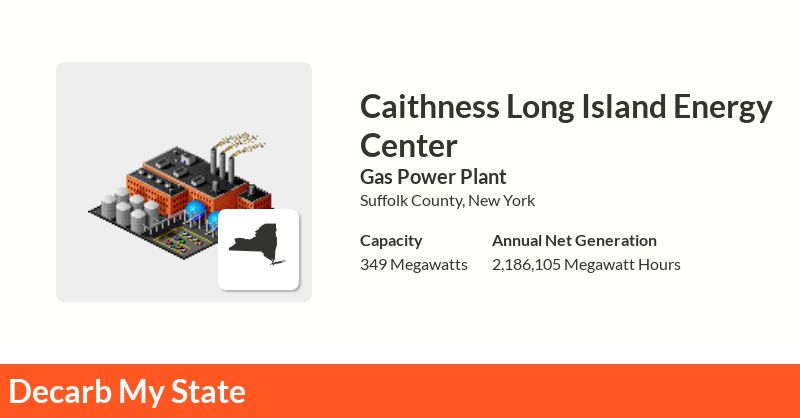 Caithness Long Island Energy
Center
Gas Power Plant
Suffolk County, New York
Capacity
349 Megawatts
Annual Net Generation
2,186,105 Megawatt Hours
Decarb My State